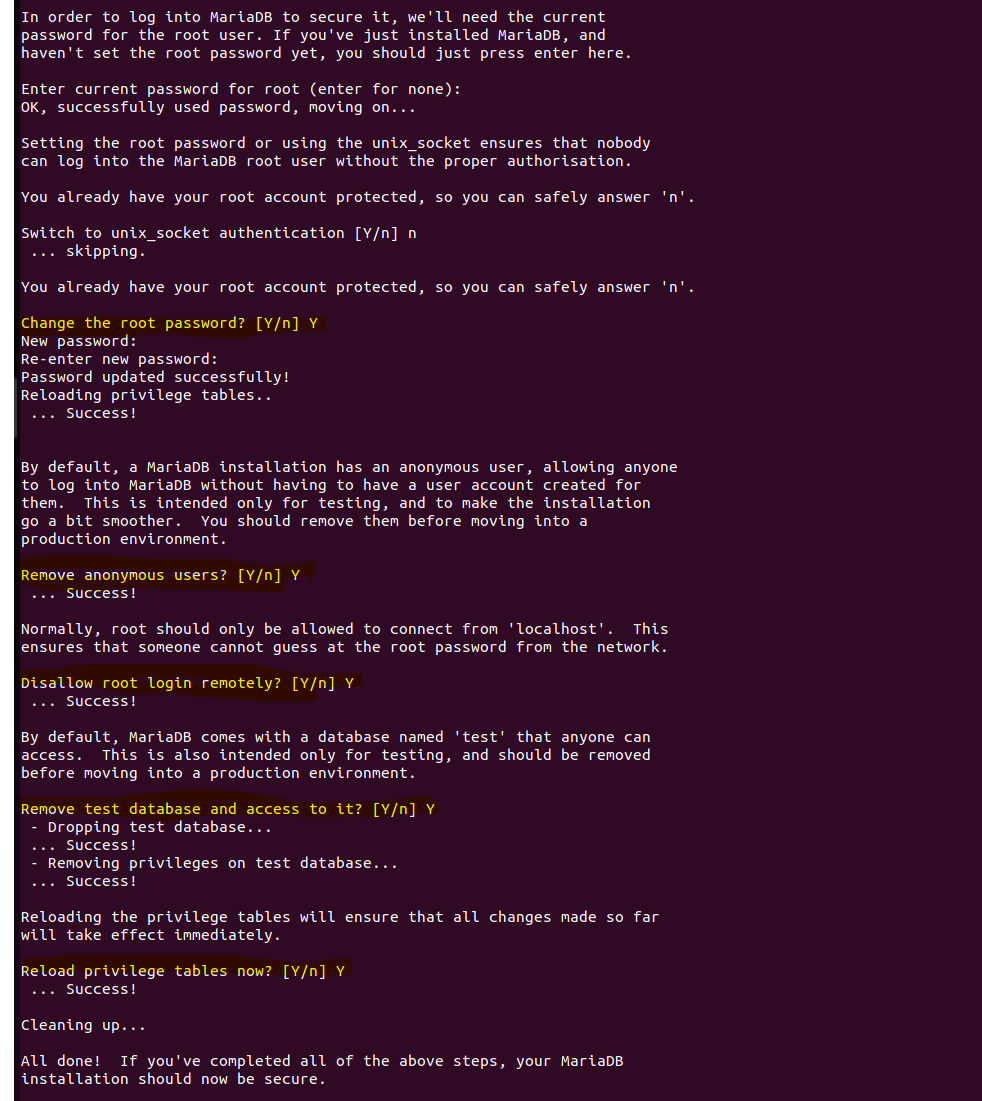 In order to log into MariaDB to secure it, we'll need the current
password for the root user. If you've just installed MariaDB, and
haven't set the root password yet, you should just press enter here.
Enter current password for root (enter for none):
OK, successfully used password, moving on...
Setting the root password or using the unix_socket ensures that nobody
can log into the MariaDB root user without the proper authorisation.
You already have your root account protected, so you can safely answer 'n'.
Switch to unix_socket authentication [Y/n] n
... skipping.
You already have your root account protected, so you can safely answer 'n'.
Change the root password? [Y/n] Y
New password:
Re-enter new password:
Password updated successfully!
Reloading privilege tables..
... Success!
By default, a MariaDB installation has an anonymous user, allowing anyone
to log into MariaDB without having to have a user account created for
them.  This is intended only for testing, and to make the installation
go a bit smoother.  You should remove them before moving into a
production environment.
Remove anonymous users? [Y/n] Y
... Success!
Normally, root should only be allowed to connect from 'localhost'.  This
ensures that someone cannot guess at the root password from the network.
Disallow root login remotely? [Y/n] Y
... Success!
By default, MariaDB comes with a database named 'test' that anyone can
access.  This is also intended only for testing, and should be removed
before moving into a production environment.
Remove test database and access to it? [Y/n] Y
- Dropping test database...
... Success!
- Removing privileges on test database...
... Success!
Reloading the privilege tables will ensure that all changes made so far
will take effect immediately.
Reload privilege tables now? [Y/n] Y
... Success!
Cleaning up...
All done!  If you've completed all of the above steps, your MariaDB
installation should now be secure.